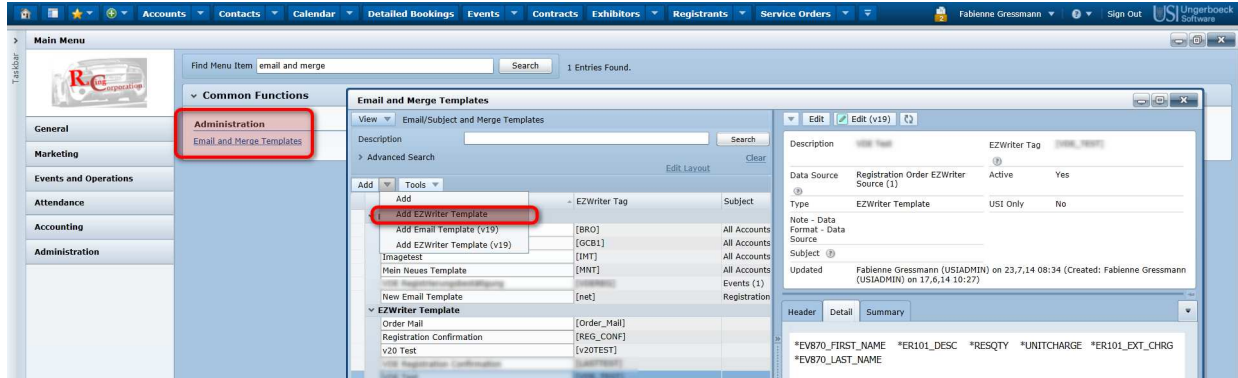 Accounts Contacts Calendar Detailed Bookings Events Contracts Exhibitors Registrants Service Orders Fabienne Gressmann Sign Out USI Ungerboeck Software
Taskbar
Main Menu
Racing Corporation
General
Marketing
Events and Operations
Attendance
Accounting
Administration
Find Menu Item email and merge Search 1 Entries Found.
Common Functions
Administration
Email and Merge Templates
Email and Merge Templates
View Email/Subject and Merge Templates
Description Search
Advanced Search Clear
Edit Layout
Add Tools
Add
Add EZWriter Template
Add Email Template (v19)
Add EZWriter Template (v19)
EZWriter Tag Subject
[BRO] All Accounts
[GCB1] All Accounts
Imagetest [IMT] All Accounts
Mein Neues Template [MNT] All Accounts
Events (1)
New Email Template [net] Registration
EZWriter Template
Order Mail [Order_Mail]
Registration Confirmation [REG_CONF]
v20 Test [v20TEST]
Edit Edit (v19)
Description EZWriter Tag
Data Source Registration Order EZWriter Source (1) Active Yes
Type EZWriter Template USI Only No
Note - Data Format - Data Source
Subject
Updated Fabienne Gressmann (USIADMIN) on 23,7,14 08:34 (Created: Fabienne Gressmann (USIADMIN) on 17,6,14 10:27)
Header Detail Summary
*EV870_FIRST_NAME *ER101_DESC *RESQTY *UNITCHARGE *ER101_EXT_CHRG
*EV870_LAST_NAME